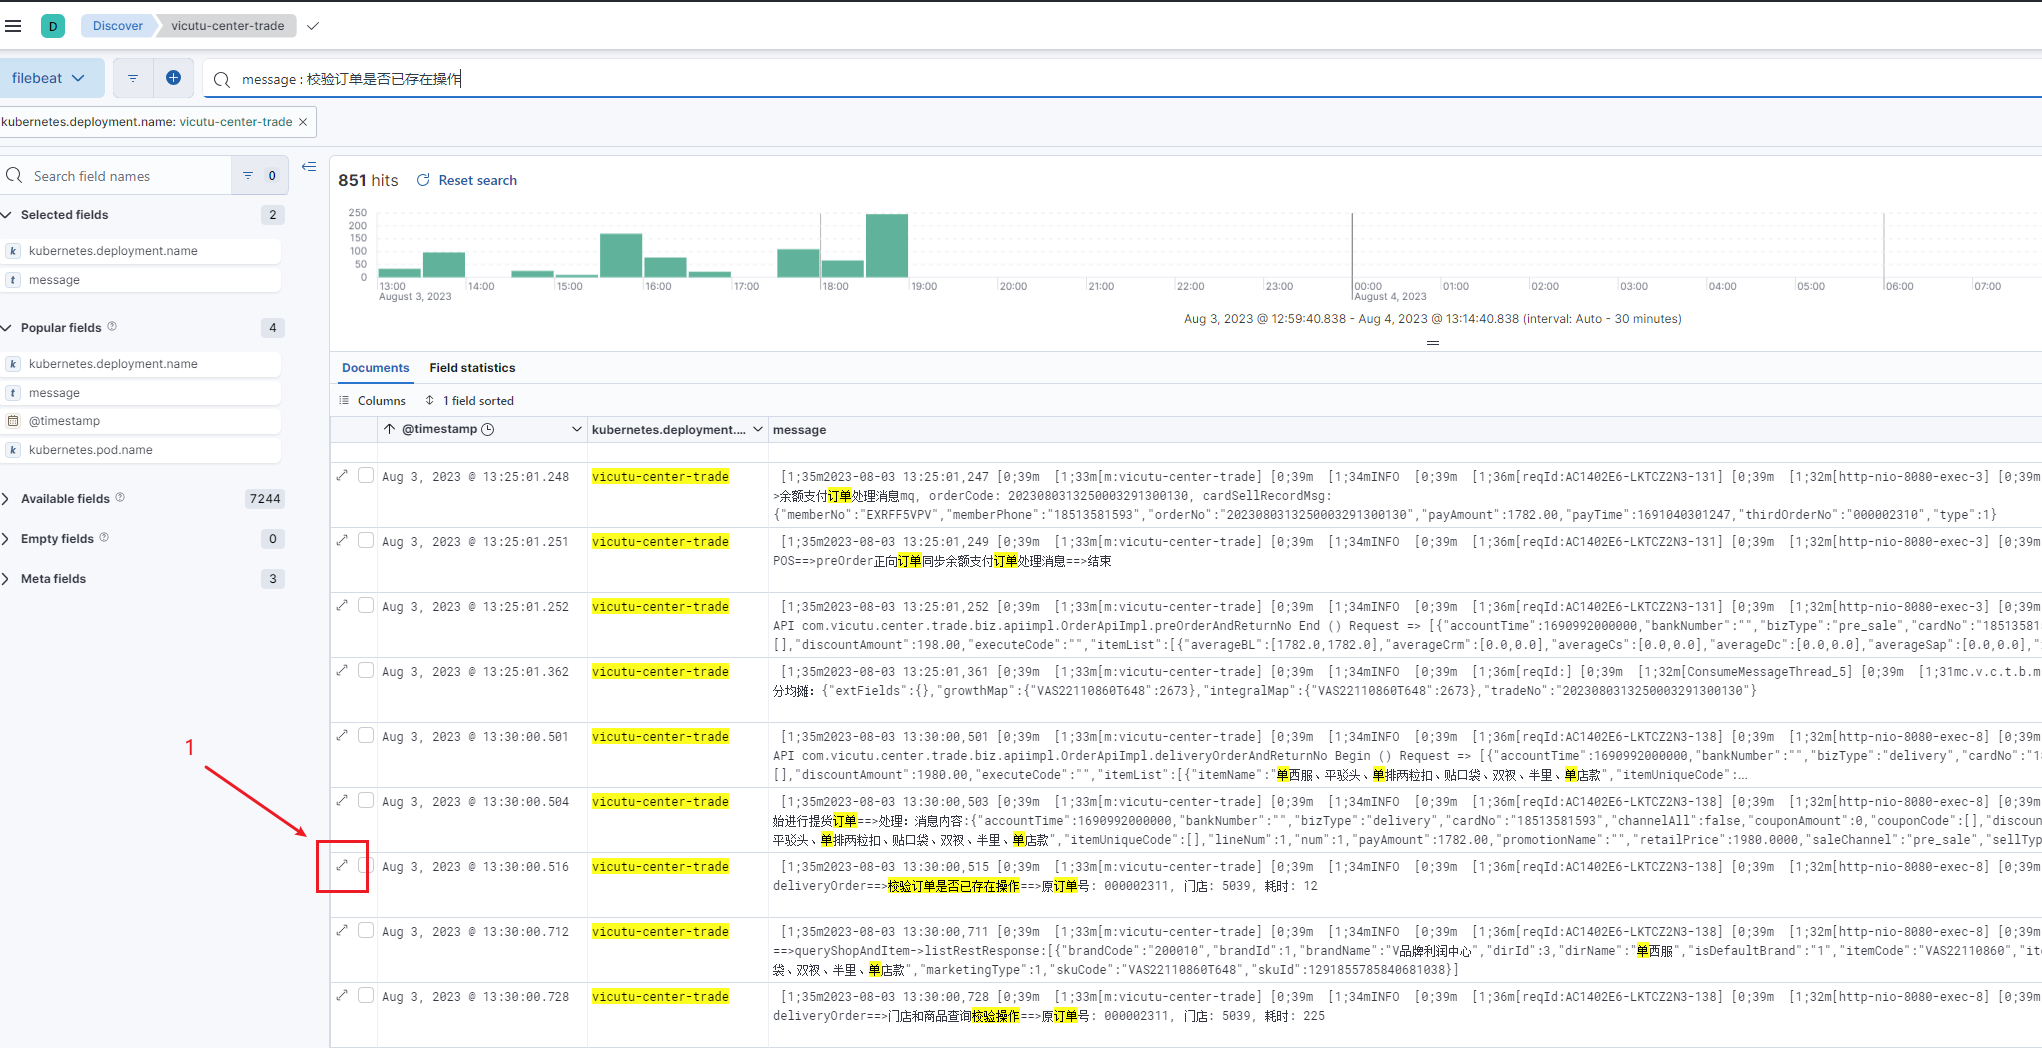 D Discover vicutu-center-trade
filebeat message : 校验订单是否已存在操作
kubernetes.deployment.name: vicutu-center-trade ×
Search field names 0
Selected fields 2
k kubernetes.deployment.name
t message
Popular fields 4
k kubernetes.deployment.name
t message
@timestamp
k kubernetes.pod.name
Available fields 7244
Empty fields 0
Meta fields 3
1
851 hits Reset search
250
200
150
100
50
0
13:00 14:00 15:00 16:00 17:00 18:00 19:00 20:00 21:00 22:00 23:00 00:00 01:00 02:00 03:00 04:00 05:00 06:00 07:00
August 3, 2023 August 4, 2023
Aug 3, 2023 @ 12:59:40.838 - Aug 4, 2023 @ 13:14:40.838 (interval: Auto - 30 minutes)
Documents Field statistics
Columns 1 field sorted
@timestamp kubernetes.deployment.... message
Aug 3, 2023 @ 13:25:01.248 vicutu-center-trade [1;35m2023-08-03 13:25:01,247 [0;39m [1;33m[m:vicutu-center-trade] [0;39m [1;34mINFO [0;39m [1;36m[reqId:AC1402E6-LKTCZ2N3-131] [0;39m [1;32m[http-nio-8080-exec-3] [0;39m
>余额支付订单处理消息mq, orderCode: 2023080313250003291300130, cardSellRecordMsg:
{"memberNo":"EXRFF5VPV","memberPhone":"18513581593","orderNo":"2023080313250003291300130","payAmount":1782.00,"payTime":1691040301247,"thirdOrderNo":"000002310","type":1}
Aug 3, 2023 @ 13:25:01.251 vicutu-center-trade [1;35m2023-08-03 13:25:01,249 [0;39m [1;33m[m:vicutu-center-trade] [0;39m [1;34mINFO [0;39m [1;36m[reqId:AC1402E6-LKTCZ2N3-131] [0;39m [1;32m[http-nio-8080-exec-3] [0;39m
POS==>preOrder正向订单同步余额支付订单处理消息==>结束
Aug 3, 2023 @ 13:25:01.252 vicutu-center-trade [1;35m2023-08-03 13:25:01,252 [0;39m [1;33m[m:vicutu-center-trade] [0;39m [1;34mINFO [0;39m [1;36m[reqId:AC1402E6-LKTCZ2N3-131] [0;39m [1;32m[http-nio-8080-exec-3] [0;39m
API com.vicutu.center.trade.biz.apiimpl.OrderApiImpl.preOrderAndReturnNo End () Request => [{"accountTime":1690992000000,"bankNumber":"","bizType":"pre_sale","cardNo":"18513581
[],"discountAmount":198.00,"executeCode":"","itemList":[{"averageBL":[1782.0,1782.0],"averageCrm":[0.0,0.0],"averageCs":[0.0,0.0],"averageDc":[0.0,0.0],"averageSap":[0.0,0.0],"
Aug 3, 2023 @ 13:25:01.362 vicutu-center-trade [1;35m2023-08-03 13:25:01,361 [0;39m [1;33m[m:vicutu-center-trade] [0;39m [1;34mINFO [0;39m [1;36m[reqId:] [0;39m [1;32m[ConsumeMessageThread_5] [0;39m [1;31mc.v.c.t.b.m
分均摊: {"extFields":{},"growthMap":{"VAS22110860T648":2673},"integralMap":{"VAS22110860T648":2673},"tradeNo":"2023080313250003291300130"}
Aug 3, 2023 @ 13:30:00.501 vicutu-center-trade [1;35m2023-08-03 13:30:00,501 [0;39m [1;33m[m:vicutu-center-trade] [0;39m [1;34mINFO [0;39m [1;36m[reqId:AC1402E6-LKTCZ2N3-138] [0;39m [1;32m[http-nio-8080-exec-8] [0;39m
API com.vicutu.center.trade.biz.apiimpl.OrderApiImpl.deliveryOrderAndReturnNo Begin () Request => [{"accountTime":1690992000000,"bankNumber":"","bizType":"delivery","cardNo":"18
[],"discountAmount":1980.00,"executeCode":"","itemList":[{"itemName":"单西服、平驳头、单排两粒扣、贴口袋、双衩、半里、单店款","itemUniqueCode":...
Aug 3, 2023 @ 13:30:00.504 vicutu-center-trade [1;35m2023-08-03 13:30:00,503 [0;39m [1;33m[m:vicutu-center-trade] [0;39m [1;34mINFO [0;39m [1;36m[reqId:AC1402E6-LKTCZ2N3-138] [0;39m [1;32m[http-nio-8080-exec-8] [0;39m
始进行提货订单==>处理: 消息内容:{"accountTime":1690992000000,"bankNumber":"","bizType":"delivery","cardNo":"18513581593","channelAll":false,"couponAmount":0,"couponCode":[],"discou
平驳头、单排两粒扣、贴口袋、双衩、半里、单店款","itemUniqueCode":[],"lineNum":1,"num":1,"payAmount":1782.00,"promotionName":"","retailPrice":1980.0000,"saleChannel":"pre_sale","sellTy
Aug 3, 2023 @ 13:30:00.516 vicutu-center-trade [1;35m2023-08-03 13:30:00,515 [0;39m [1;33m[m:vicutu-center-trade] [0;39m [1;34mINFO [0;39m [1;36m[reqId:AC1402E6-LKTCZ2N3-138] [0;39m [1;32m[http-nio-8080-exec-8] [0;39m
deliveryOrder==>校验订单是否已存在操作==>原订单号: 000002311, 门店: 5039, 耗时: 12
Aug 3, 2023 @ 13:30:00.712 vicutu-center-trade [1;35m2023-08-03 13:30:00,711 [0;39m [1;33m[m:vicutu-center-trade] [0;39m [1;34mINFO [0;39m [1;36m[reqId:AC1402E6-LKTCZ2N3-138] [0;39m [1;32m[http-nio-8080-exec-8] [0;39m
==>queryShopAndItem->listRestResponse:[{"brandCode":"200010","brandId":1,"brandName":"V品牌利润中心","dirId":3,"dirName":"单西服","isDefaultBrand":"1","itemCode":"VAS22110860","ite
袋、双衩、半里、单店款","marketingType":1,"skuCode":"VAS22110860T648","skuId":1291855785840681038}]
Aug 3, 2023 @ 13:30:00.728 vicutu-center-trade [1;35m2023-08-03 13:30:00,728 [0;39m [1;33m[m:vicutu-center-trade] [0;39m [1;34mINFO [0;39m [1;36m[reqId:AC1402E6-LKTCZ2N3-138] [0;39m [1;32m[http-nio-8080-exec-8] [0;39m
deliveryOrder==>门店和商品查询校验操作==>原订单号: 000002311, 门店: 5039, 耗时: 225